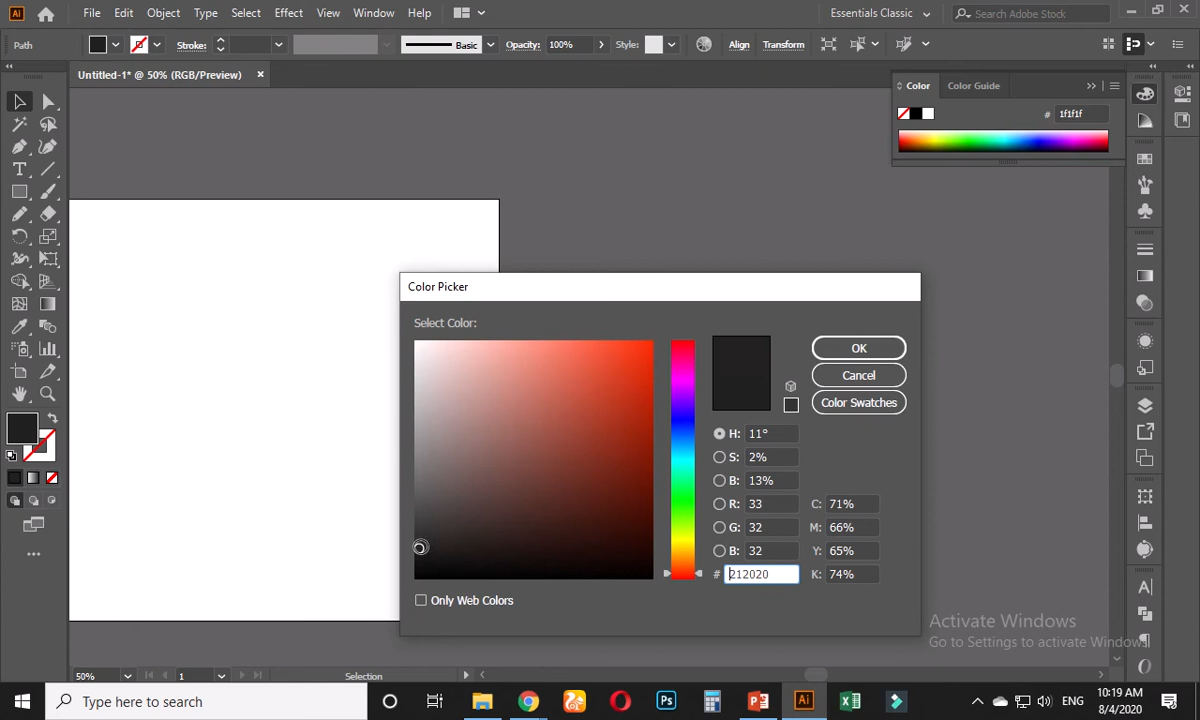 Ai File Edit Object Type Select Effect View Window Help Essentials Classic Search Adobe Stock
Path Stroke: Basic Opacity: 100% Style: Align Transform
Untitled-1* @ 50% (RGB/Preview) ×
Color Color Guide
# 1f1f1f
Color Picker
Select Color:
OK
Cancel
Color Swatches
H: 11°
S: 2%
B: 13%
R: 33 C: 71%
G: 32 M: 66%
B: 32 Y: 65%
# 212020 K: 74%
Only Web Colors
Activate Windows
Go to Settings to activate Windows.
50% 1 Selection
Type here to search
Ps
Ai
ENG
10:19 AM
8/4/2020